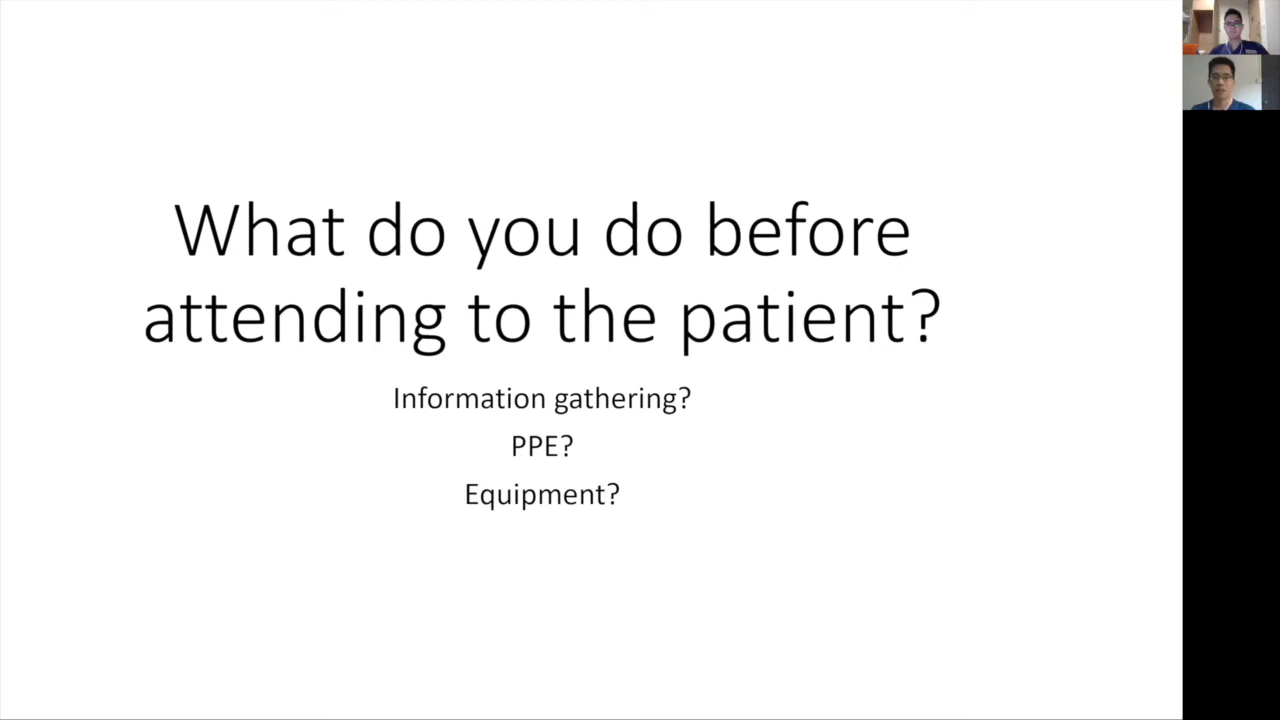 What do you do before
attending to the patient?
Information gathering?
PPE?
Equipment?